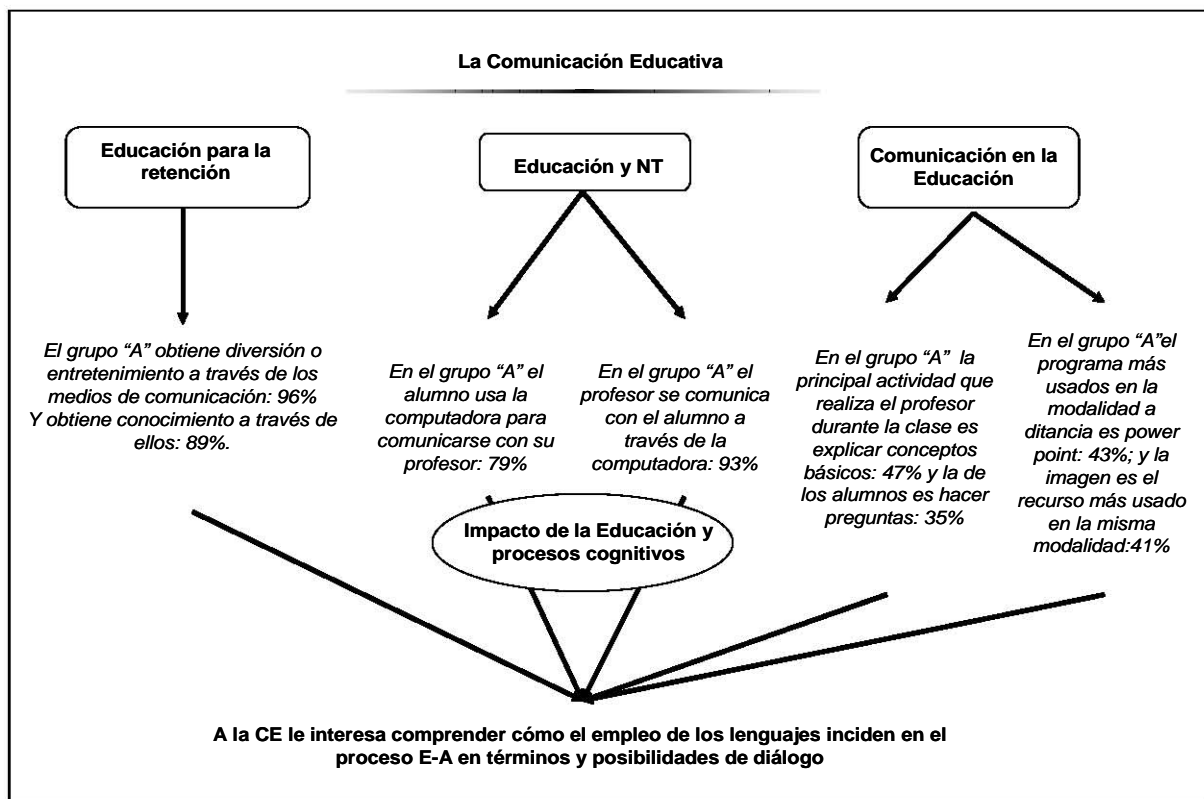 La Comunicación Educativa
Educación para la
retención
Educación y NT
Comunicación en la
Educación
El grupo “A” obtiene diversión o
entretenimiento a través de los
medios de comunicación: 96%
Y obtiene conocimiento a través de
ellos: 89%.
En el grupo “A” el
alumno usa la
computadora para
comunicarse con su
profesor: 79%
En el grupo “A” el
profesor se comunica
con el alumno a
través de la
computadora: 93%
En el grupo “A” la
principal actividad que
realiza el profesor
durante la clase es
explicar conceptos
básicos: 47% y la de
los alumnos es hacer
preguntas: 35%
En el grupo “A”el
programa más
usados en la
modalidad a
ditancia es power
point: 43%; y la
imagen es el
recurso más usado
en la misma
modalidad:41%
Impacto de la Educación y
procesos cognitivos
A la CE le interesa comprender cómo el empleo de los lenguajes inciden en el
proceso E-A en términos y posibilidades de diálogo